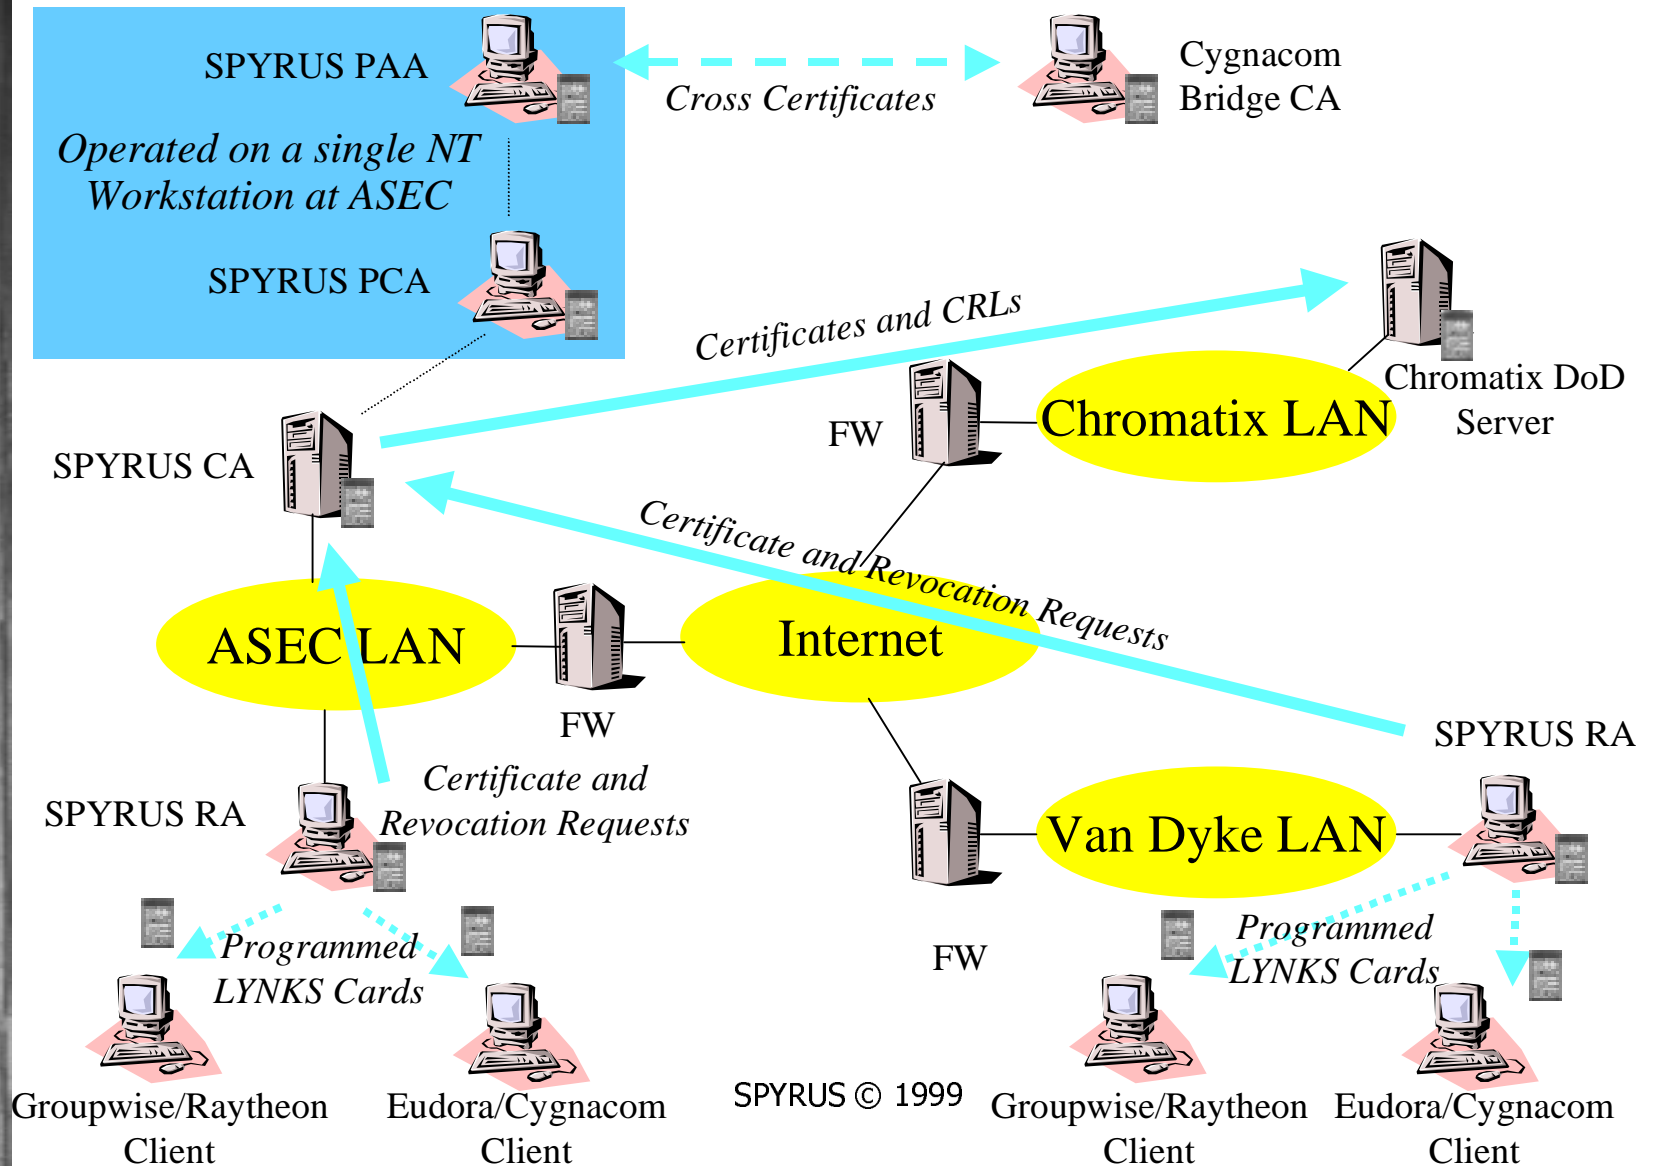 SPYRUS PAA
Cross Certificates
Cygnacom
Bridge CA
Operated on a single NT
Workstation at ASEC
SPYRUS PCA
Certificates and CRLs
Chromatix DoD
Server
Chromatix LAN
FW
SPYRUS CA
Certificate and Revocation Requests
ASEC LAN
Internet
FW
SPYRUS RA
SPYRUS RA
Certificate and
Revocation Requests
Van Dyke LAN
FW
Programmed
LYNKS Cards
Programmed
LYNKS Cards
Groupwise/Raytheon
Client
Eudora/Cygnacom
Client
SPYRUS © 1999
Groupwise/Raytheon
Client
Eudora/Cygnacom
Client